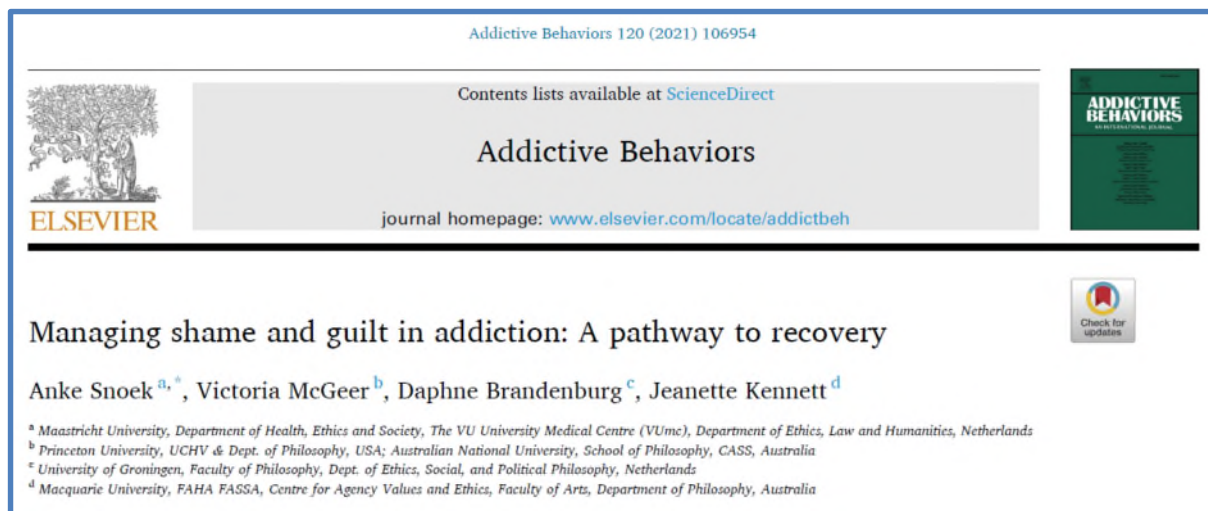 Addictive Behaviors 120 (2021) 106954
Contents lists available at ScienceDirect
Addictive Behaviors
journal homepage: www.elsevier.com/locate/addictbeh
ELSEVIER
ADDICTIVE
BEHAVIORS
AN INTERNATIONAL JOURNAL
Check for
updates
Managing shame and guilt in addiction: A pathway to recovery
Anke Snoek a, *, Victoria McGeer b, Daphne Brandenburg c, Jeanette Kennett d
a Maastricht University, Department of Health, Ethics and Society, The VU University Medical Centre (VUmc), Department of Ethics, Law and Humanities, Netherlands
b Princeton University, UCHV & Dept. of Philosophy, USA; Australian National University, School of Philosophy, CASS, Australia
c University of Groningen, Faculty of Philosophy, Dept. of Ethics, Social, and Political Philosophy, Netherlands
d Macquarie University, FAHA FASSA, Centre for Agency Values and Ethics, Faculty of Arts, Department of Philosophy, Australia